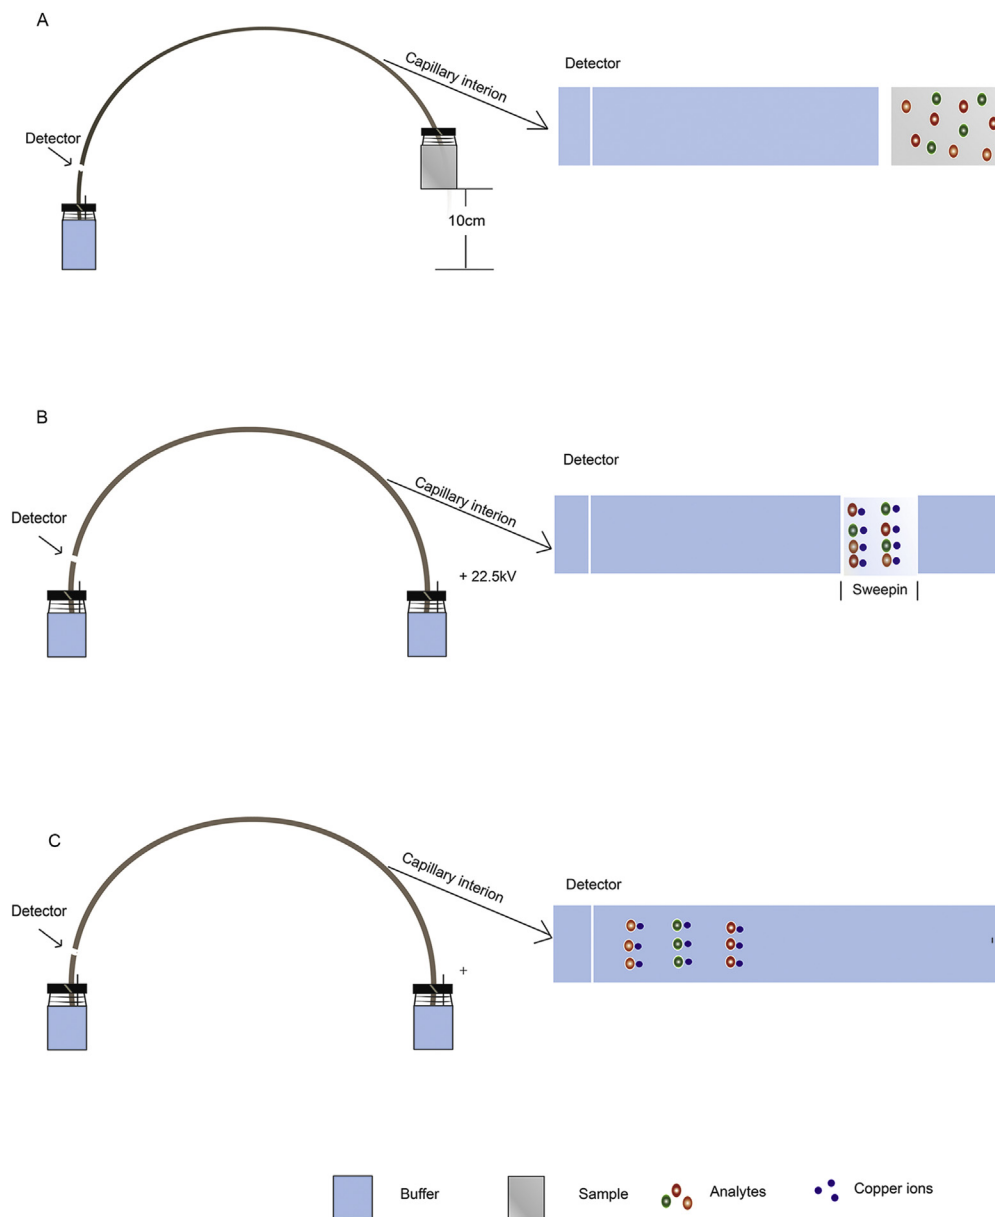 A
Capillary interion
Detector
Detector
10cm
B
Capillary interion
Detector
Detector
+ 22.5kV
Sweepin
C
Capillary interion
Detector
Detector
+
-
Buffer
Sample
Analytes
Copper ions